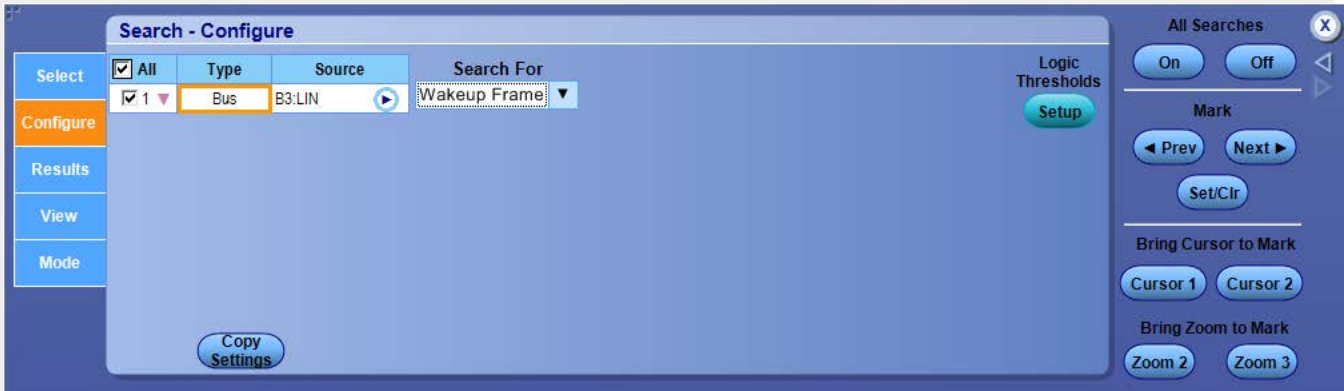 Search - Configure
Select
Configure
Results
View
Mode
All Type Source
1 Bus B3:LIN
Search For
Wakeup Frame ▼
Logic
Thresholds
Setup
Copy
Settings
All Searches
X
On Off
Mark
◄ Prev Next ►
Set/Clr
Bring Cursor to Mark
Cursor 1 Cursor 2
Bring Zoom to Mark
Zoom 2 Zoom 3